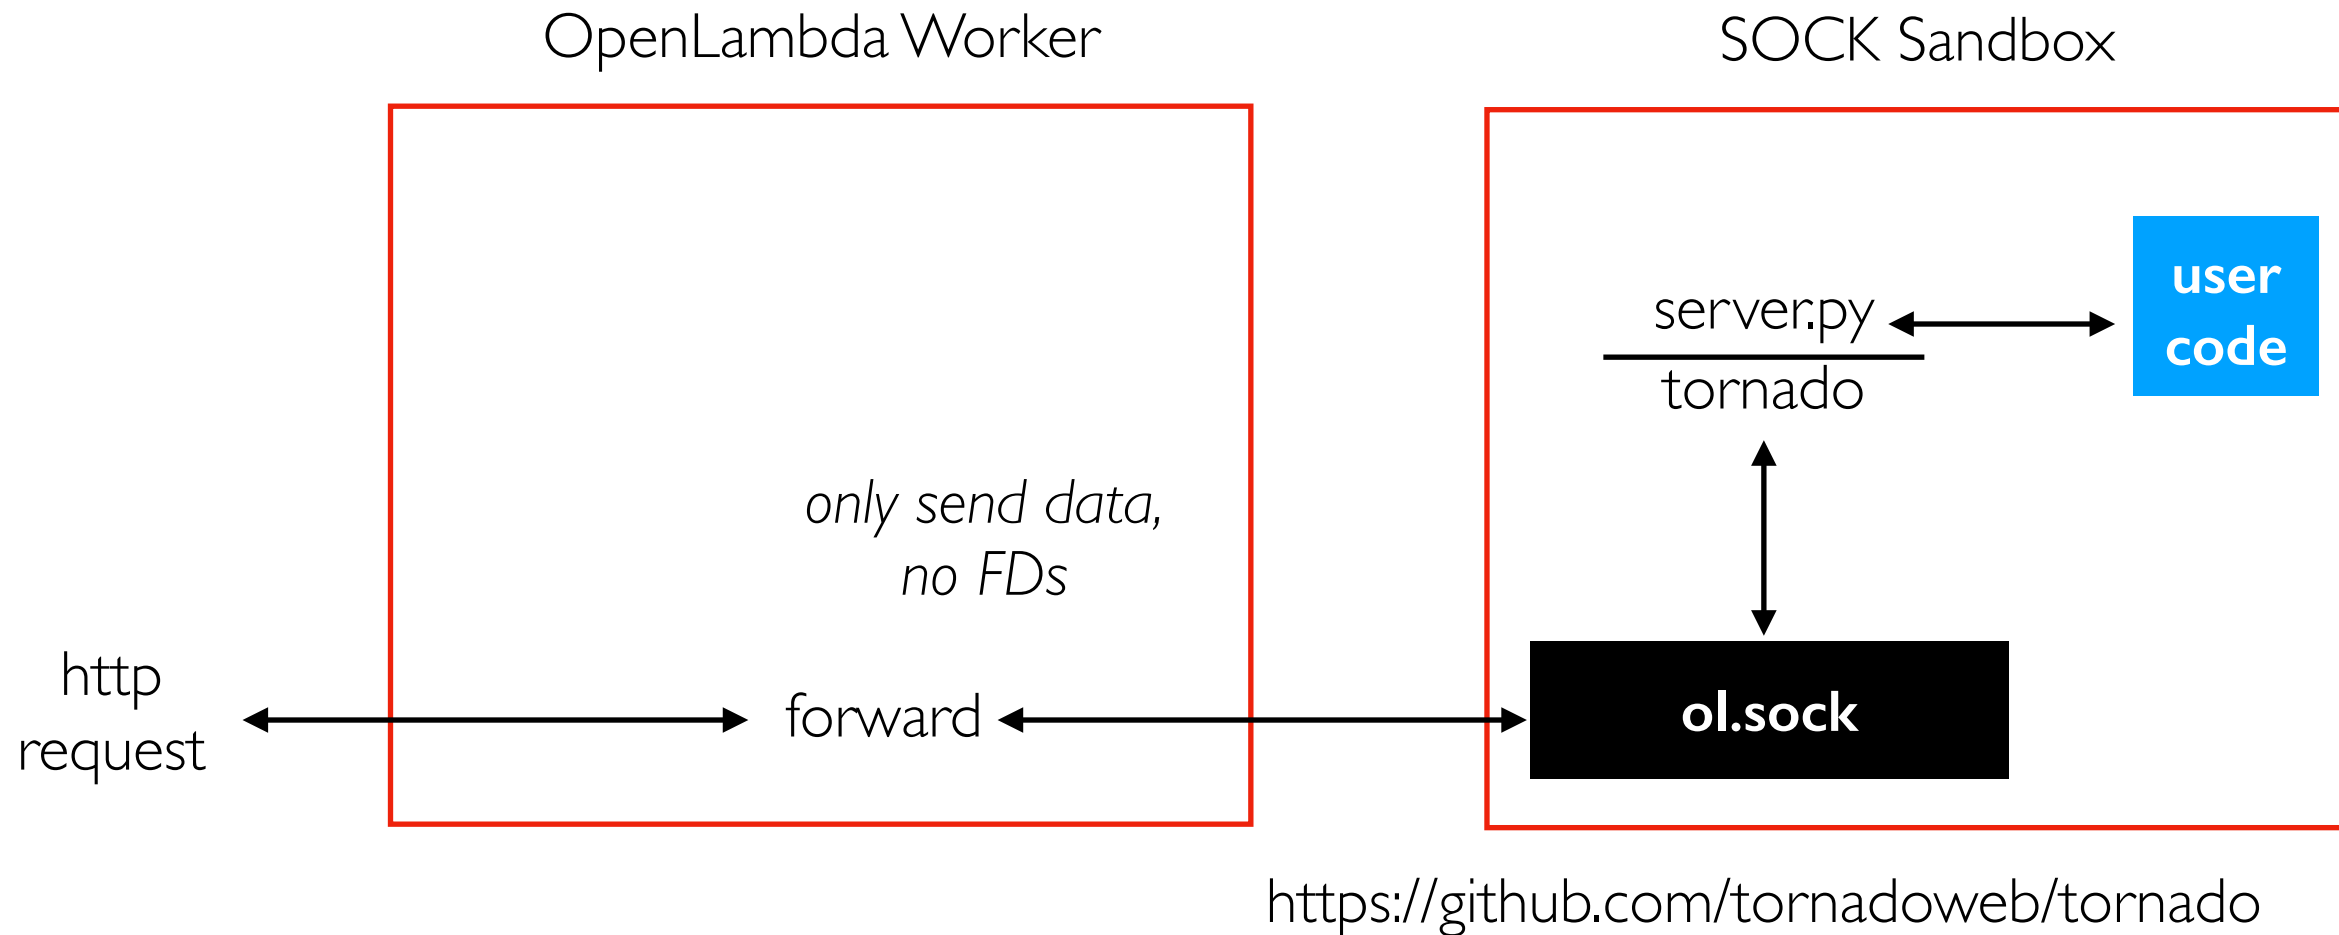 OpenLambda Worker
SOCK Sandbox
user
code
server.py
tornado
only send data,
no FDs
http
request
forward
ol.sock
https://github.com/tornadoweb/tornado